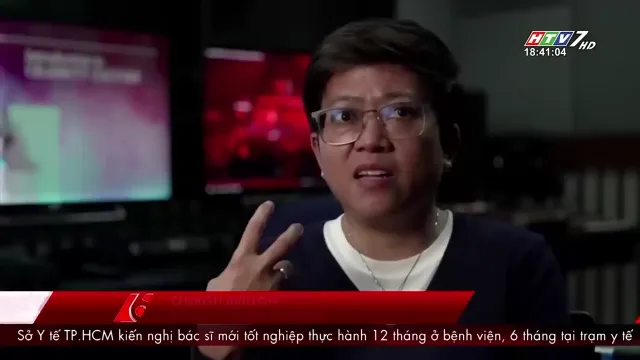 HTV7 HD
18:41:04
Sở Y tế TP.HCM kiến nghị bác sĩ mới tốt nghiệp thực hành 12 tháng ở bệnh viện, 6 tháng tại trạm y tế